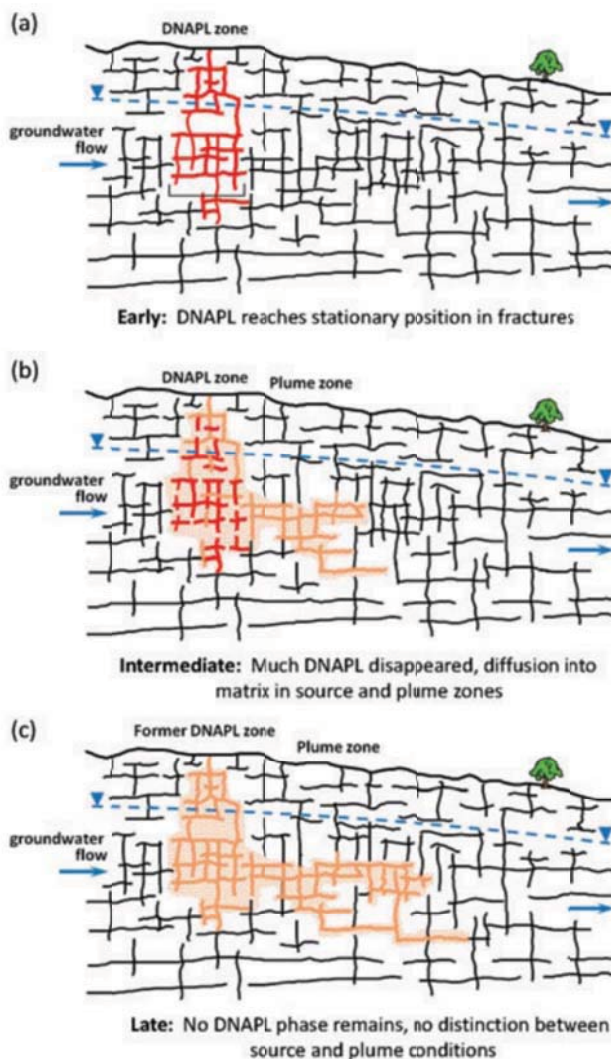 (a)
DNAPL zone
groundwater
flow
Early: DNAPL reaches stationary position in fractures
(b)
DNAPL zone Plume zone
groundwater
flow
Intermediate: Much DNAPL disappeared, diffusion into
matrix in source and plume zones
(c)
Former DNAPL zone Plume zone
groundwater
flow
Late: No DNAPL phase remains, no distinction between
source and plume conditions